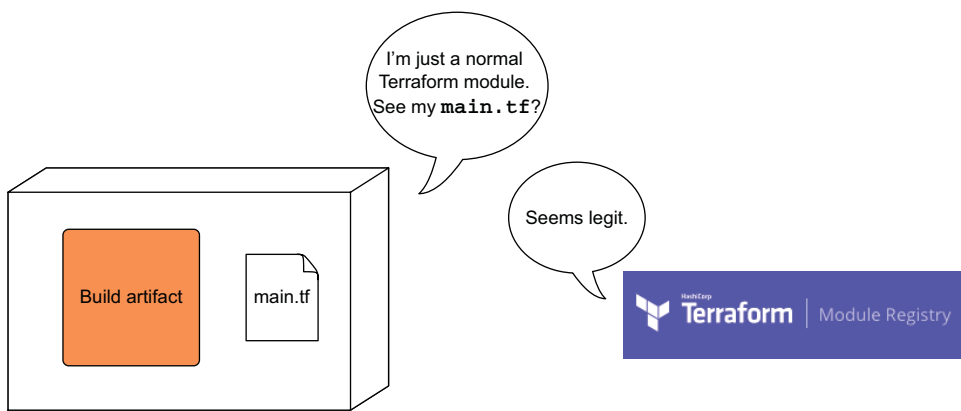 I'm just a normal
Terraform module.
See my main.tf?
Seems legit.
Build artifact
main.tf
HashiCorp
Terraform
Module Registry